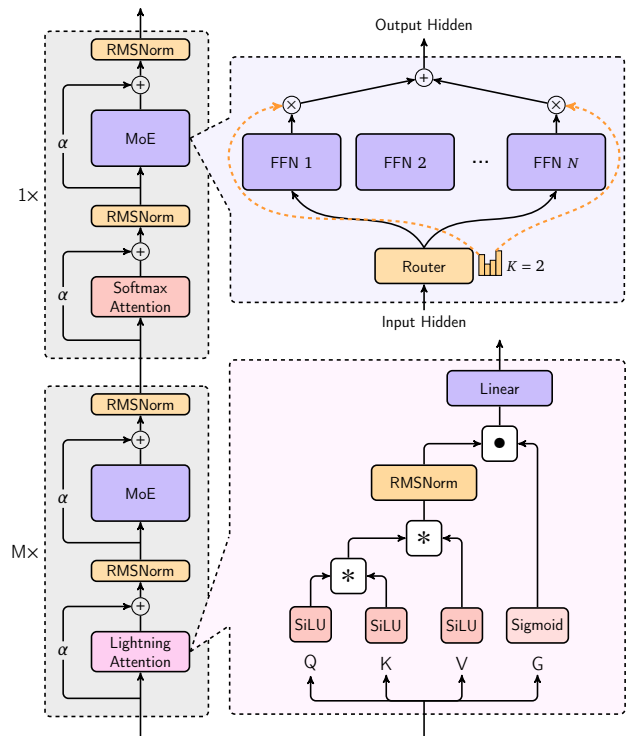 RMSNorm
α
MoE
1×
RMSNorm
α
Softmax
Attention
Output Hidden
FFN 1
FFN 2
...
FFN N
Router
K = 2
Input Hidden
RMSNorm
α
MoE
M×
RMSNorm
α
Lightning
Attention
Linear
RMSNorm
SiLU
SiLU
SiLU
Sigmoid
Q
K
V
G